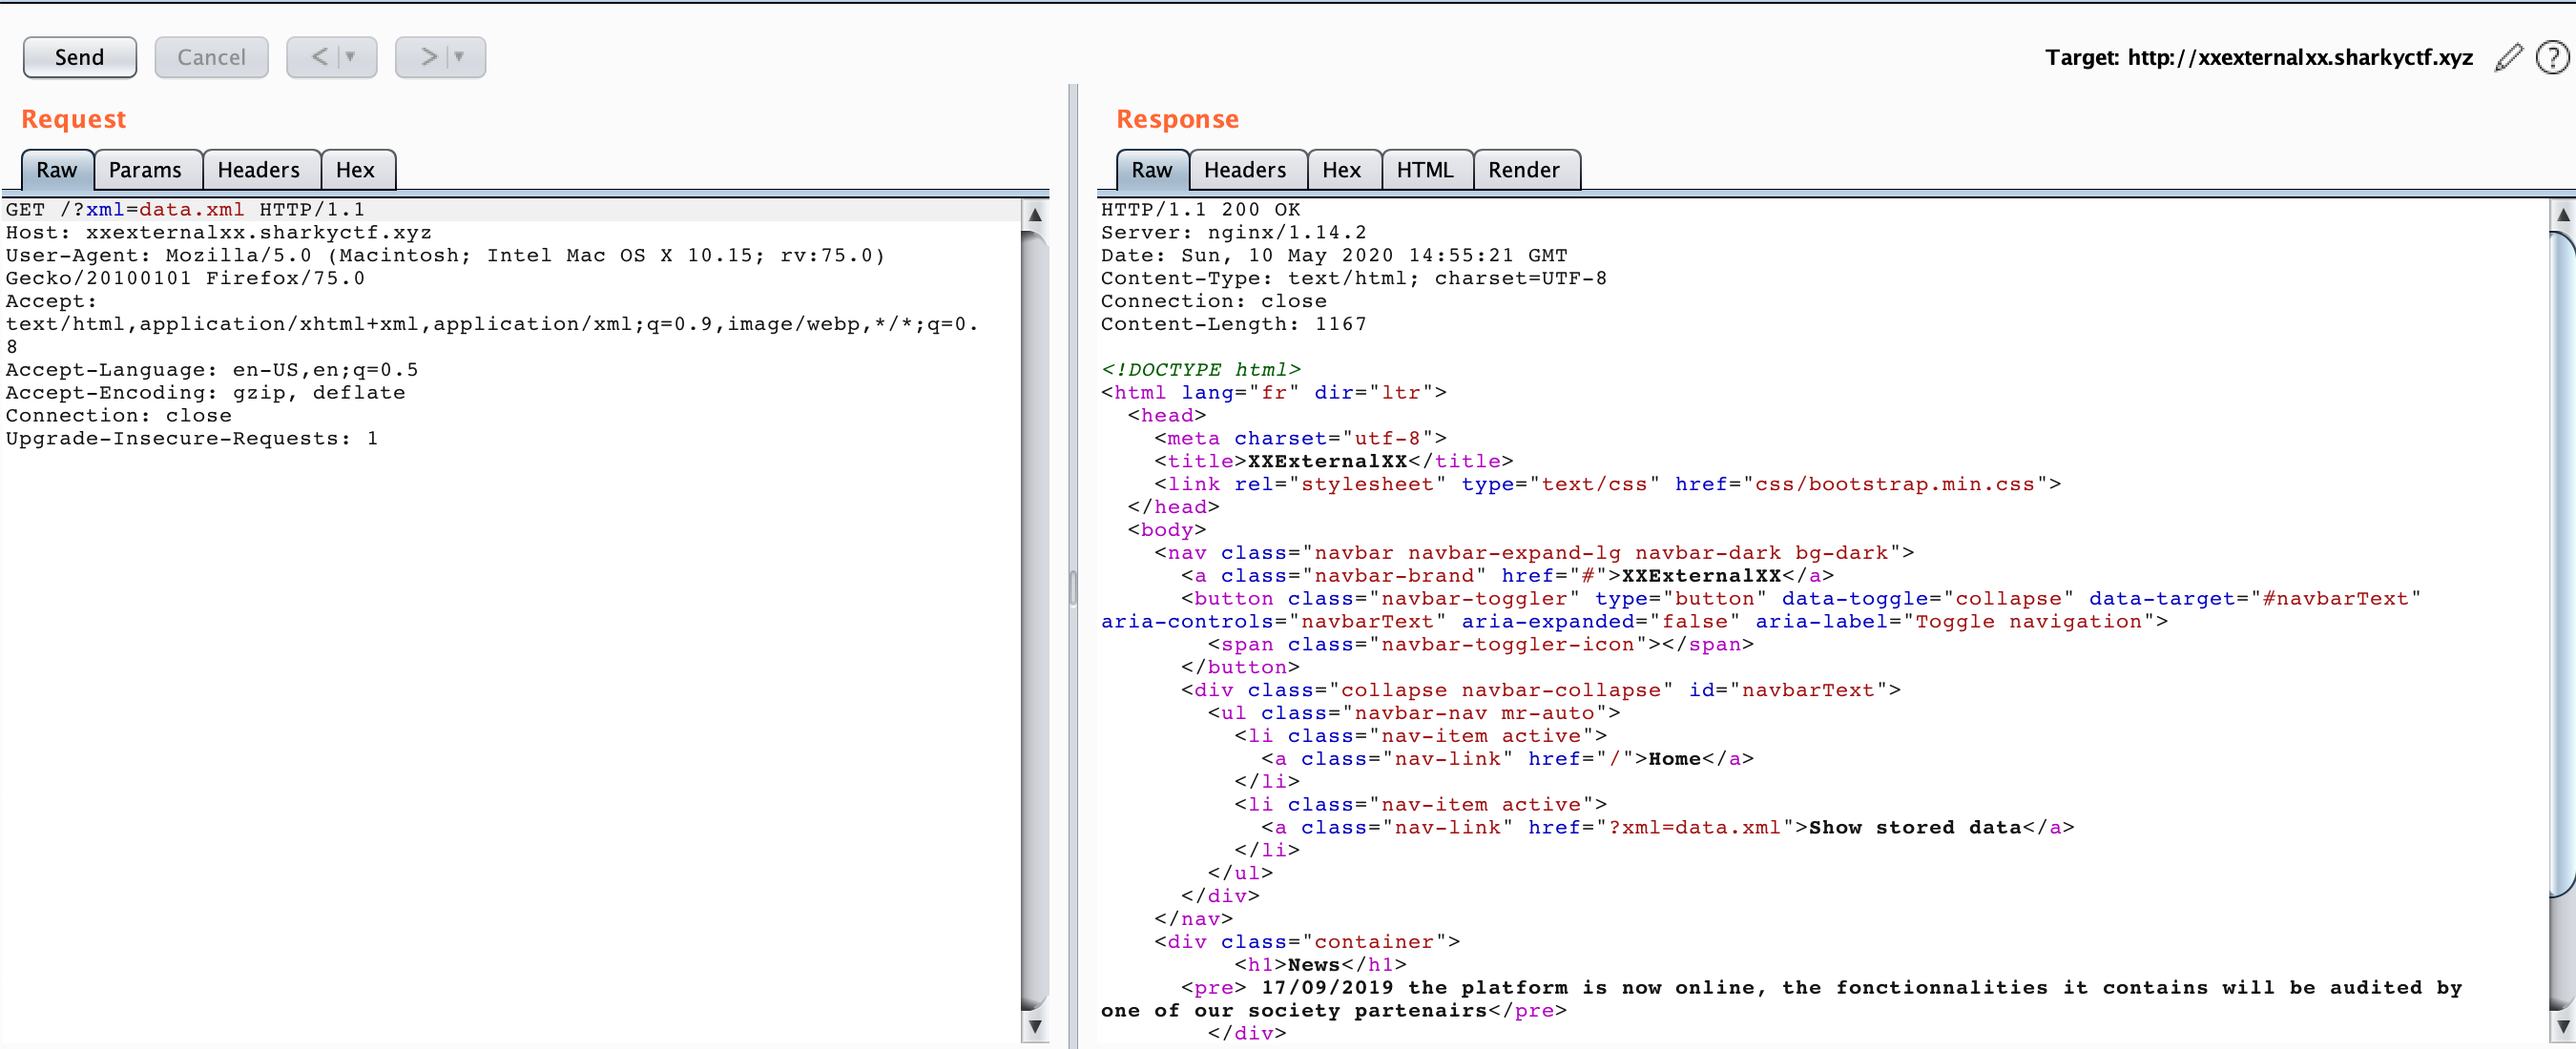 Send Cancel < > Target: http://xxexternalxx.sharkyctf.xyz ?
Request
Raw Params Headers Hex
GET /?xml=data.xml HTTP/1.1
Host: xxexternalxx.sharkyctf.xyz
User-Agent: Mozilla/5.0 (Macintosh; Intel Mac OS X 10.15; rv:75.0)
Gecko/20100101 Firefox/75.0
Accept:
text/html,application/xhtml+xml,application/xml;q=0.9,image/webp,*/*;q=0.
8
Accept-Language: en-US,en;q=0.5
Accept-Encoding: gzip, deflate
Connection: close
Upgrade-Insecure-Requests: 1
Response
Raw Headers Hex HTML Render
HTTP/1.1 200 OK
Server: nginx/1.14.2
Date: Sun, 10 May 2020 14:55:21 GMT
Content-Type: text/html; charset=UTF-8
Connection: close
Content-Length: 1167

<!DOCTYPE html>
<html lang="fr" dir="ltr">
  <head>
    <meta charset="utf-8">
    <title>XXExternalXX</title>
    <link rel="stylesheet" type="text/css" href="css/bootstrap.min.css">
  </head>
  <body>
    <nav class="navbar navbar-expand-lg navbar-dark bg-dark">
      <a class="navbar-brand" href="#">XXExternalXX</a>
      <button class="navbar-toggler" type="button" data-toggle="collapse" data-target="#navbarText"
aria-controls="navbarText" aria-expanded="false" aria-label="Toggle navigation">
        <span class="navbar-toggler-icon"></span>
      </button>
      <div class="collapse navbar-collapse" id="navbarText">
        <ul class="navbar-nav mr-auto">
          <li class="nav-item active">
            <a class="nav-link" href="/">Home</a>
          </li>
          <li class="nav-item active">
            <a class="nav-link" href="?xml=data.xml">Show stored data</a>
          </li>
        </ul>
      </div>
    </nav>
    <div class="container">
          <h1>News</h1>
      <pre> 17/09/2019 the platform is now online, the fonctionnalities it contains will be audited by
one of our society partenairs</pre>
        </div>